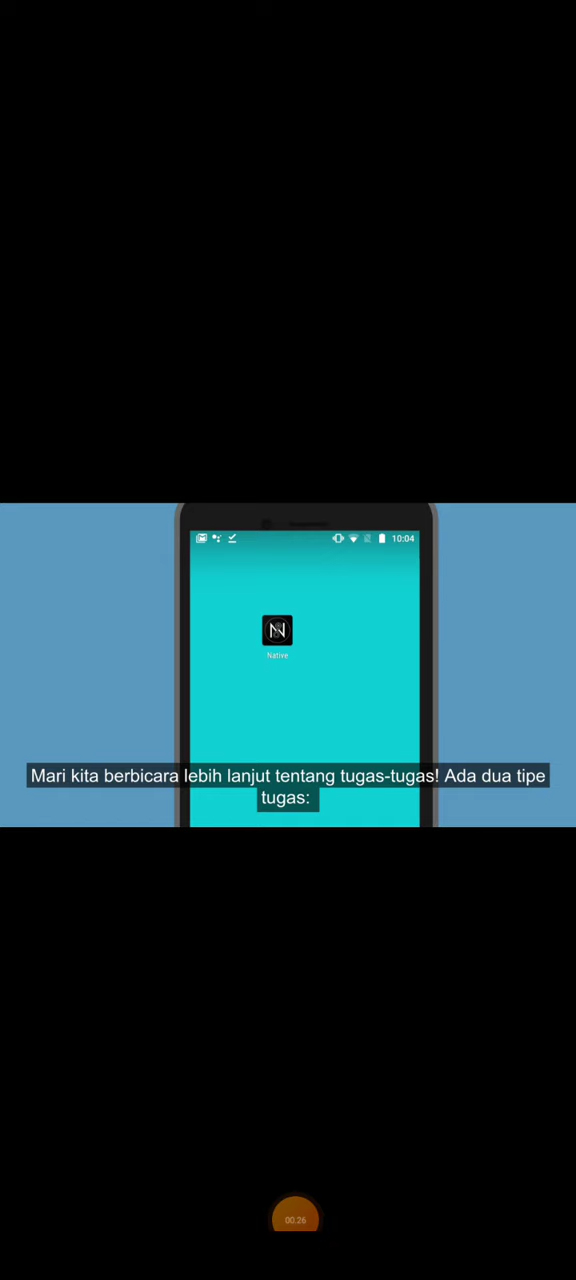 10:04
N
Native
Mari kita berbicara lebih lanjut tentang tugas-tugas! Ada dua tipe
tugas:
00.26